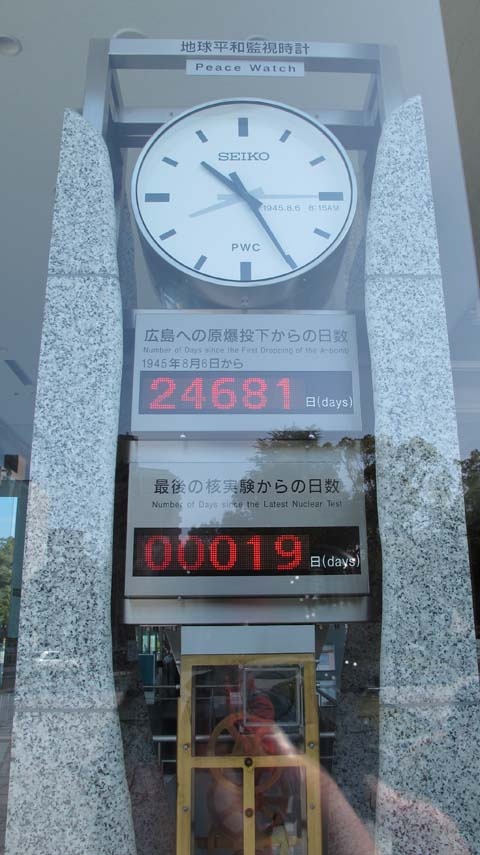 地球平和監視時計
Peace Watch
SEIKO
1945.8.6 8:15AM
PWC
広島への原爆投下からの日数
Number of Days since the First Dropping of the A-bomb
1945年8月6日から
24681 日(days)
最後の核実験からの日数
Number of Days since the Latest Nuclear Test
00019 日(days)